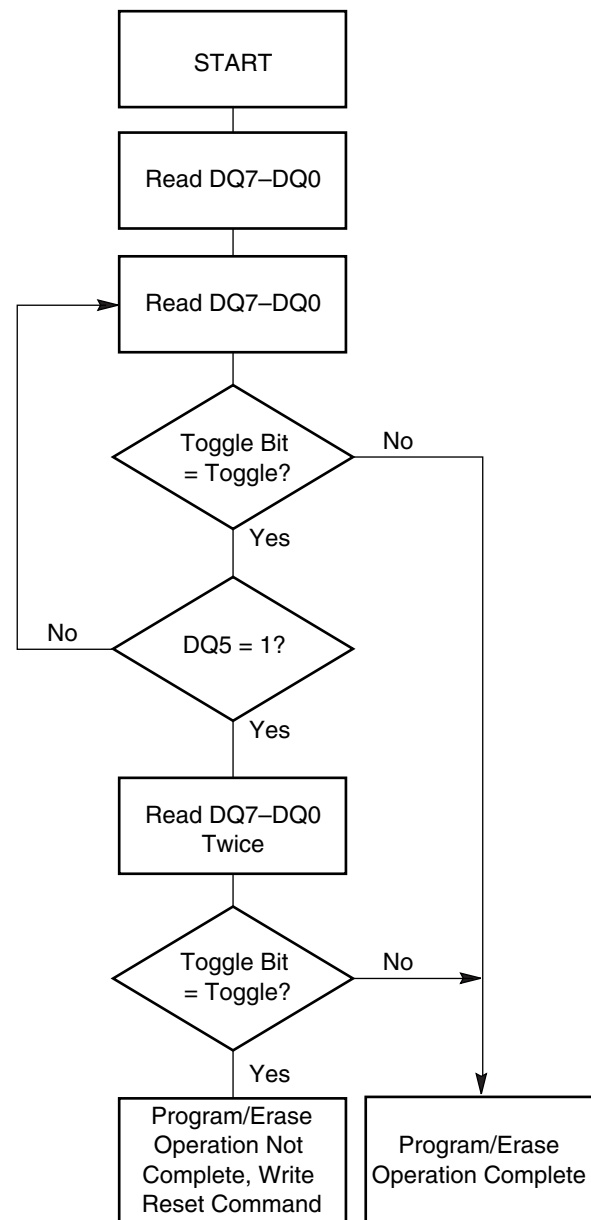 START
Read DQ7–DQ0
Read DQ7–DQ0
Toggle Bit
= Toggle?
No
Yes
No
DQ5 = 1?
Yes
Read DQ7–DQ0
Twice
Toggle Bit
= Toggle?
No
Yes
Program/Erase
Operation Not
Complete, Write
Reset Command
Program/Erase
Operation Complete